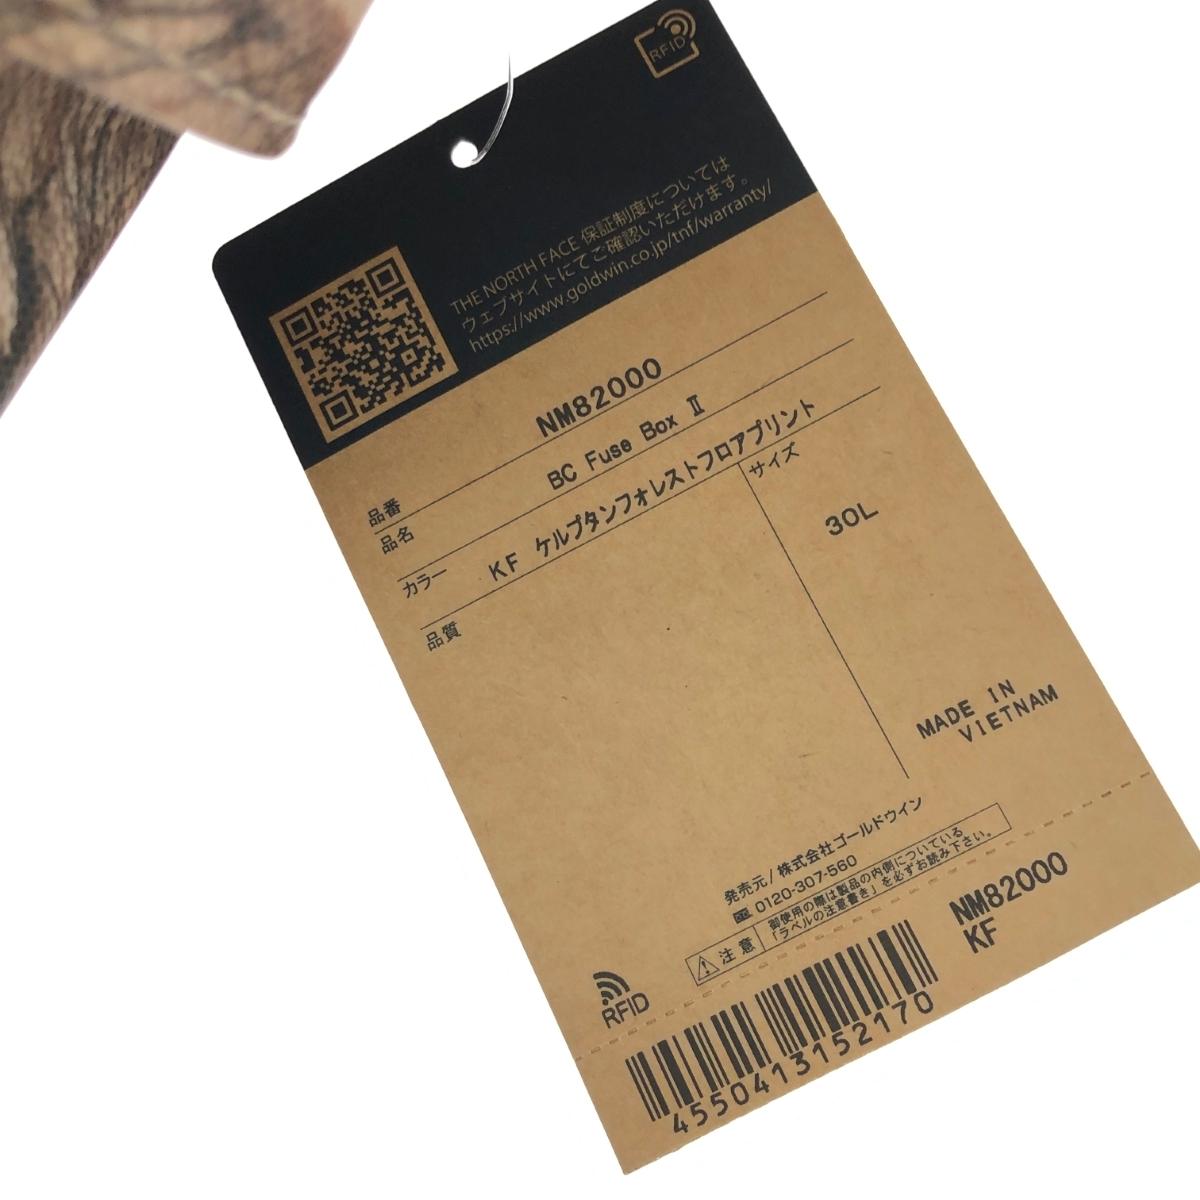 RFID
THE NORTH FACE 保証制度については
ウェブサイトにてご確認いただけます。
https://www.goldwin.co.jp/tnf/warranty/
品番 NM82000
品名 BC Fuse Box Ⅱ
カラー KF ケルプタンフォレストフロアプリント
品質
サイズ
30L
MADE IN
VIETNAM
発売元/株式会社ゴールドウイン
0120-307-560
注意
御使用の際は製品の内側についている
「ラベルの注意書き」を必ずお読み下さい。
RFID
NM82000
KF
4550413152170